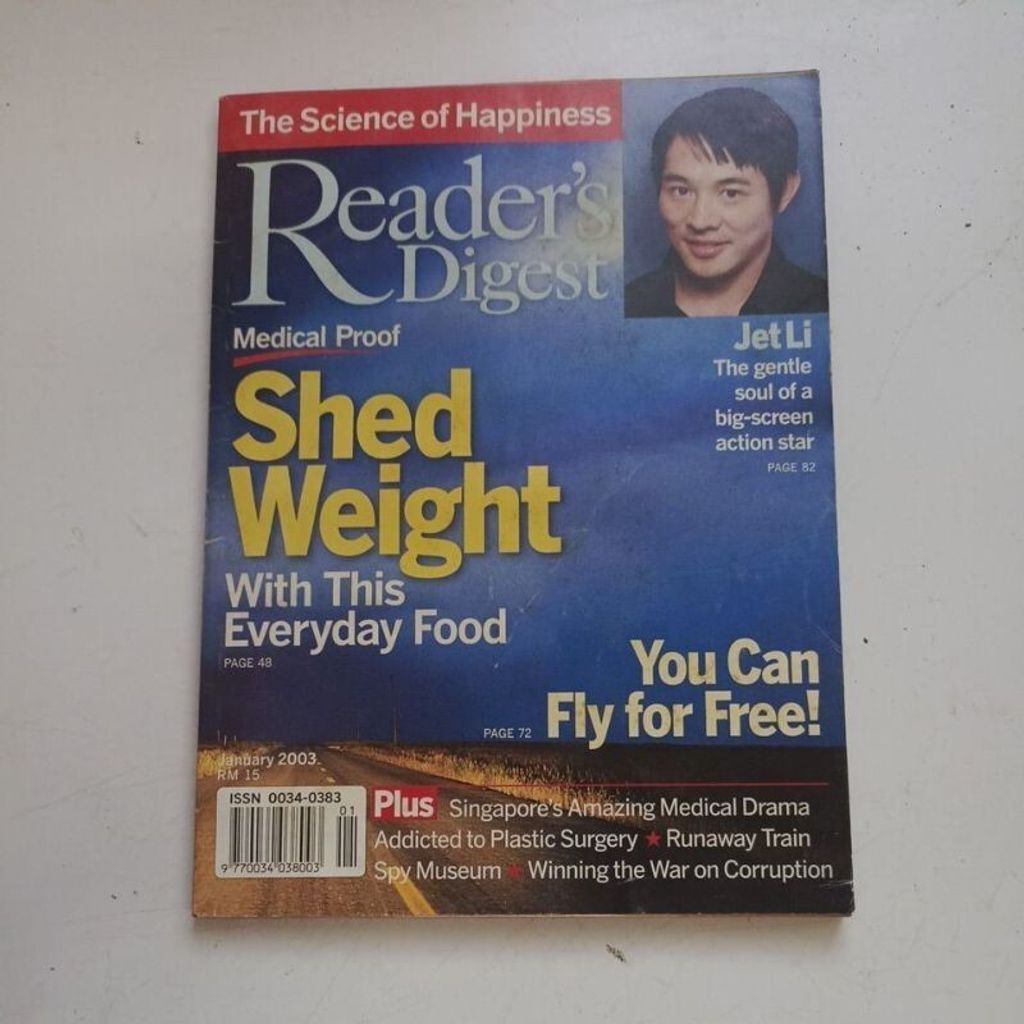 The Science of Happiness
Reader's
Digest
Medical Proof
Shed
Weight
With This
Everyday Food
PAGE 48
Jet Li
The gentle
soul of a
big-screen
action star
PAGE 82
You Can
Fly for Free!
PAGE 72
January 2003
RM 15
ISSN 0034-0383
01
9 770034 038003
Plus Singapore's Amazing Medical Drama
Addicted to Plastic Surgery ★ Runaway Train
Spy Museum ★ Winning the War on Corruption